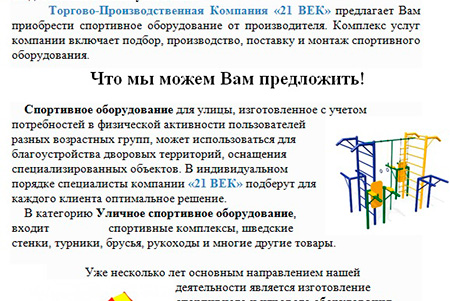 Торгово-Производственная Компания «21 ВЕК» предлагает Вам
приобрести спортивное оборудование от производителя. Комплекс услуг
компании включает подбор, производство, поставку и монтаж спортивного
оборудования.
Что мы можем Вам предложить!
Спортивное оборудование для улицы, изготовленное с учетом
потребностей в физической активности пользователей
разных возрастных групп, может использоваться для
благоустройства дворовых территорий, оснащения
специализированных объектов. В индивидуальном
порядке специалисты компании «21 ВЕК» подберут для
каждого клиента оптимальное решение.
В категорию Уличное спортивное оборудование,
входит спортивные комплексы, шведские
стенки, турники, брусья, рукоходы и многие другие товары.
Уже несколько лет основным направлением нашей
деятельности является изготовление